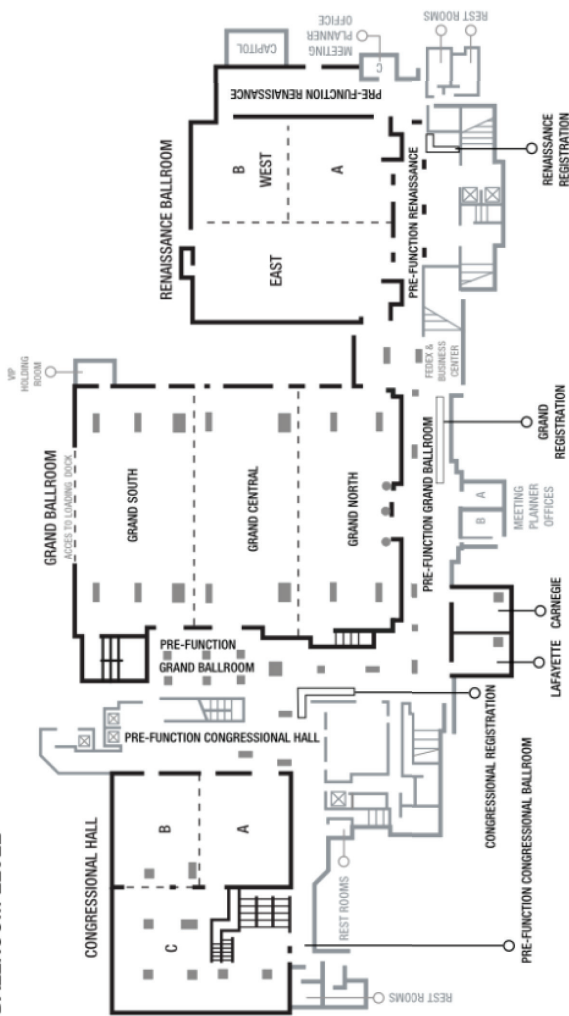 BALLROOM LEVEL
CONGRESSIONAL HALL
B
A
C
PRE-FUNCTION CONGRESSIONAL HALL
REST ROOMS
REST ROOMS
CONGRESSIONAL REGISTRATION
PRE-FUNCTION CONGRESSIONAL BALLROOM
GRAND BALLROOM
ACCES TO LOADING DOCK
VIP
HOLDING
ROOM
GRAND SOUTH
GRAND CENTRAL
GRAND NORTH
PRE-FUNCTION
GRAND BALLROOM
PRE-FUNCTION GRAND BALLROOM
LAFAYETTE
CARNEGIE
B
A
MEETING
PLANNER
OFFICES
GRAND
REGISTRATION
FEDEX &
BUSINESS
CENTER
RENAISSANCE BALLROOM
EAST
WEST
B
A
PRE-FUNCTION RENAISSANCE
PRE-FUNCTION RENAISSANCE
CAPITOL
MEETING
PLANNER
OFFICE
C
REST ROOMS
RENAISSANCE
REGISTRATION